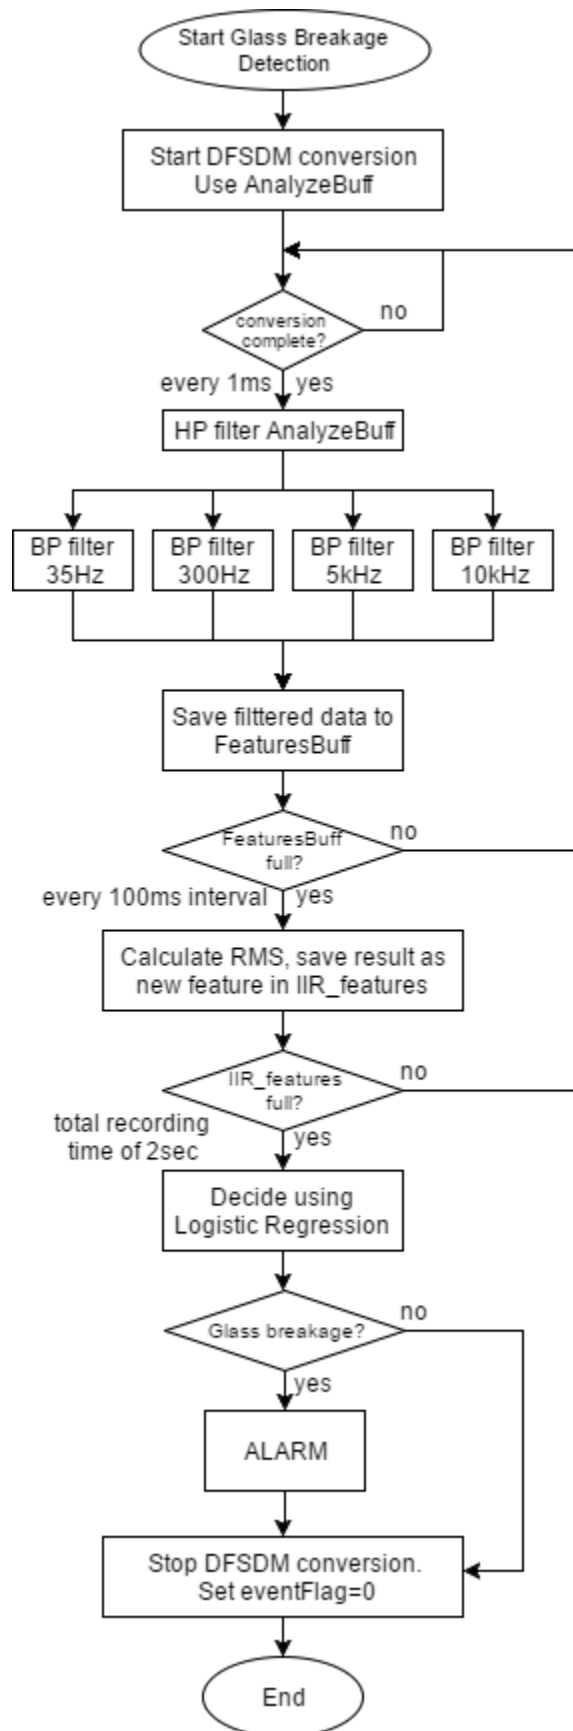 Start Glass Breakage
Detection
Start DFSDM conversion
Use AnalyzeBuff
conversion
complete?
no
every 1ms
yes
HP filter AnalyzeBuff
BP filter
35Hz
BP filter
300Hz
BP filter
5kHz
BP filter
10kHz
Save filttered data to
FeaturesBuff
FeaturesBuff
full?
no
every 100ms interval
yes
Calculate RMS, save result as
new feature in IIR_features
IIR_features
full?
no
total recording
time of 2sec
yes
Decide using
Logistic Regression
Glass breakage?
no
yes
ALARM
Stop DFSDM conversion.
Set eventFlag=0
End